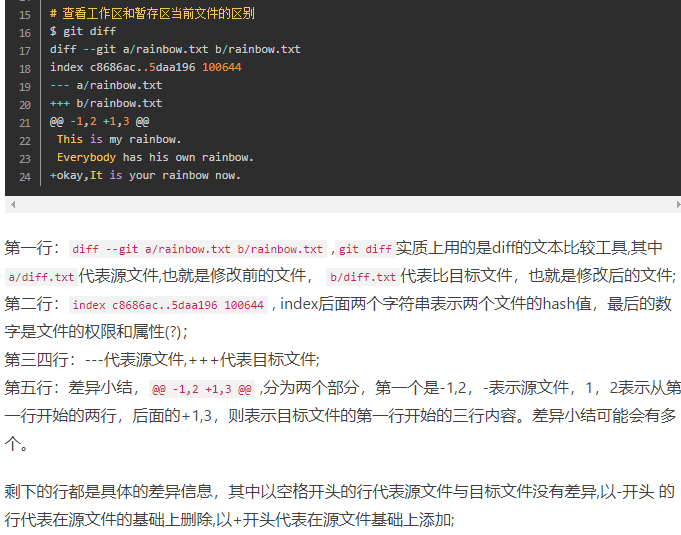 15 # 查看工作区和暂存区当前文件的区别
16 $ git diff
17 diff --git a/rainbow.txt b/rainbow.txt
18 index c8686ac..5daa196 100644
19 --- a/rainbow.txt
20 +++ b/rainbow.txt
21 @@ -1,2 +1,3 @@
22  This is my rainbow.
23  Everybody has his own rainbow.
24 +okay,It is your rainbow now.
第一行：diff --git a/rainbow.txt b/rainbow.txt ,git diff实质上用的是diff的文本比较工具,其中
a/diff.txt代表源文件,也就是修改前的文件， b/diff.txt代表比目标文件，也就是修改后的文件;
第二行：index c8686ac..5daa196 100644 , index后面两个字符串表示两个文件的hash值，最后的数
字是文件的权限和属性(?)；
第三四行：---代表源文件,+++代表目标文件;
第五行：差异小结，@@ -1,2 +1,3 @@ ,分为两个部分，第一个是-1,2，-表示源文件，1，2表示从第
一行开始的两行，后面的+1,3，则表示目标文件的第一行开始的三行内容。差异小结可能会有多
个。
剩下的行都是具体的差异信息，其中以空格开头的行代表源文件与目标文件没有差异,以-开头 的
行代表在源文件的基础上删除,以+开头代表在源文件基础上添加;